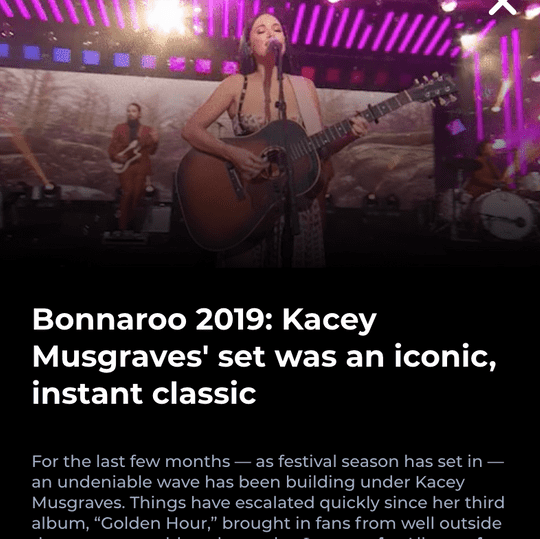 Bonnaroo 2019: Kacey
Musgraves' set was an iconic,
instant classic
For the last few months — as festival season has set in —
an undeniable wave has been building under Kacey
Musgraves. Things have escalated quickly since her third
album, “Golden Hour,” brought in fans from well outside